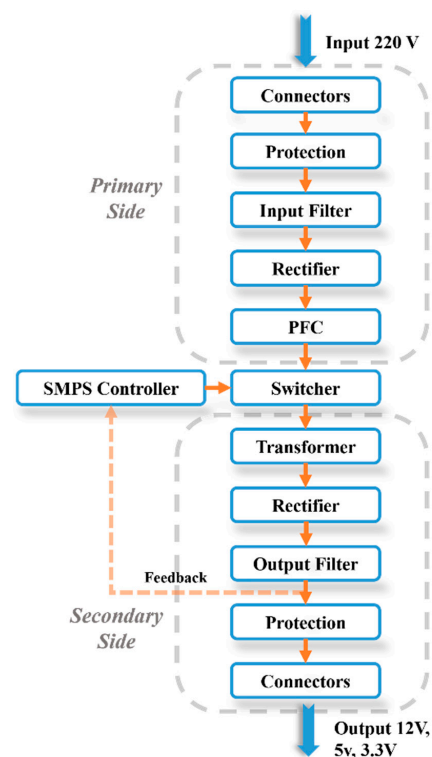 Input 220 V
Connectors
Protection
Primary
Side
Input Filter
Rectifier
PFC
SMPS Controller
Switcher
Transformer
Rectifier
Output Filter
Feedback
Secondary
Side
Protection
Connectors
Output 12V,
5v, 3.3V